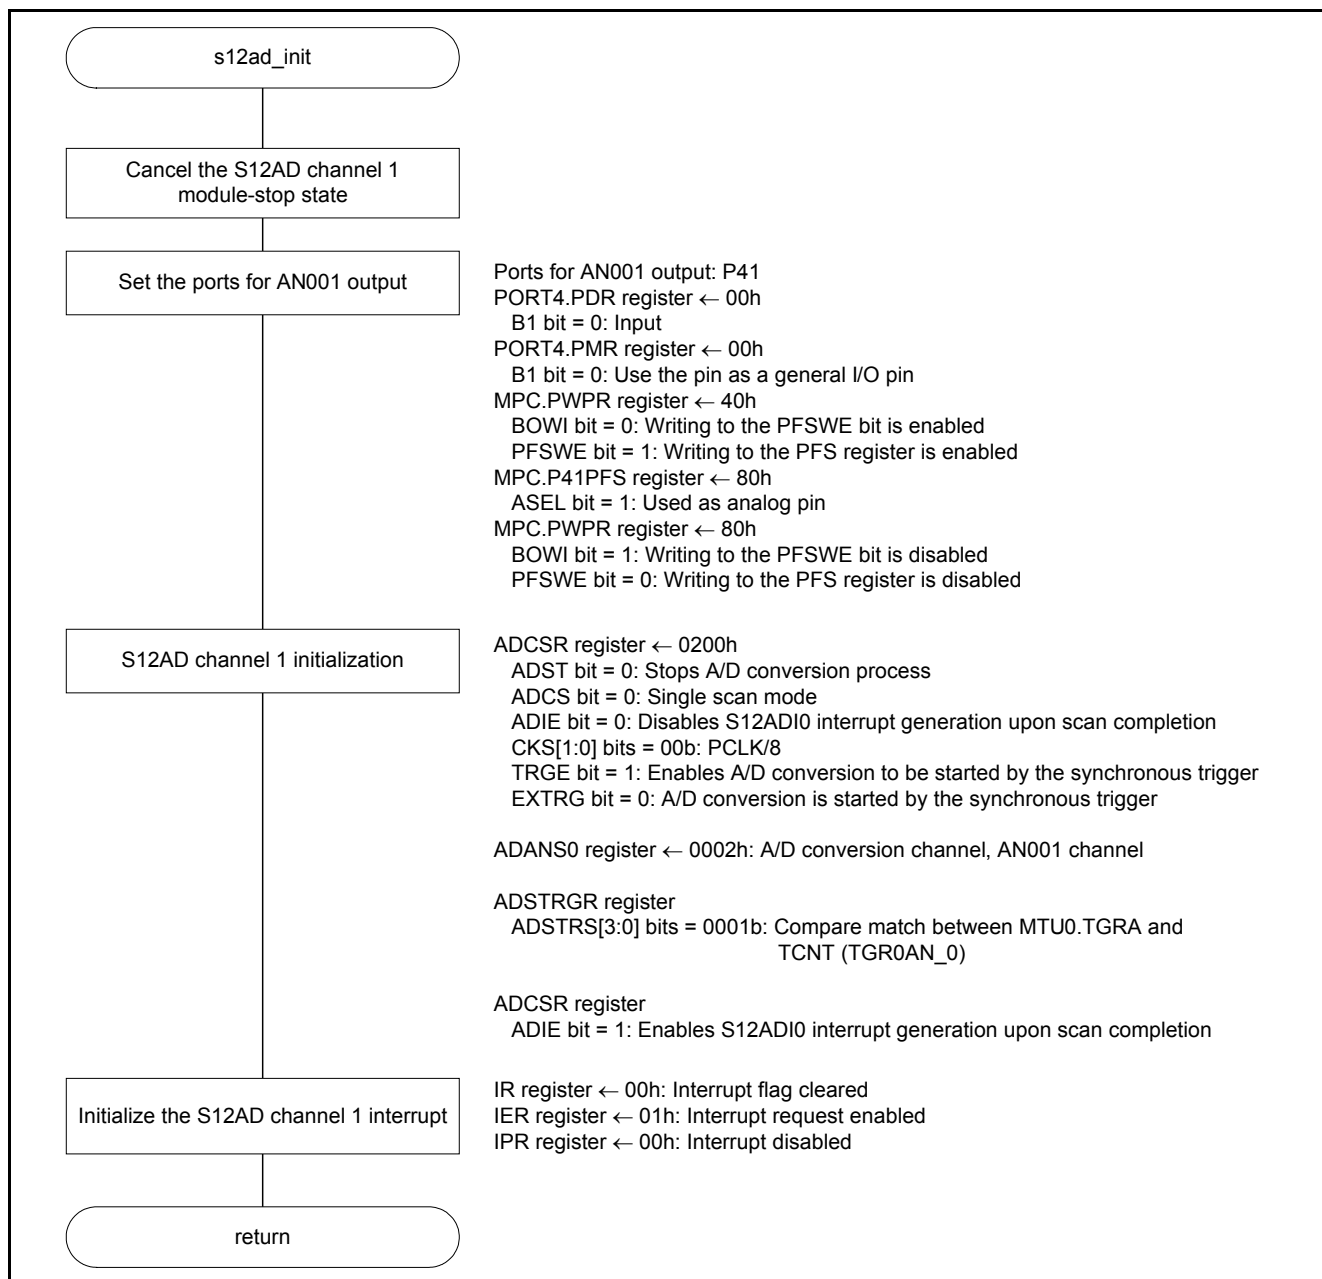 s12ad_init
Cancel the S12AD channel 1
module-stop state
Set the ports for AN001 output
Ports for AN001 output: P41
PORT4.PDR register ← 00h
B1 bit = 0: Input
PORT4.PMR register ← 00h
B1 bit = 0: Use the pin as a general I/O pin
MPC.PWPR register ← 40h
BOWI bit = 0: Writing to the PFSWE bit is enabled
PFSWE bit = 1: Writing to the PFS register is enabled
MPC.P41PFS register ← 80h
ASEL bit = 1: Used as analog pin
MPC.PWPR register ← 80h
BOWI bit = 1: Writing to the PFSWE bit is disabled
PFSWE bit = 0: Writing to the PFS register is disabled
S12AD channel 1 initialization
ADCSR register ← 0200h
ADST bit = 0: Stops A/D conversion process
ADCS bit = 0: Single scan mode
ADIE bit = 0: Disables S12ADI0 interrupt generation upon scan completion
CKS[1:0] bits = 00b: PCLK/8
TRGE bit = 1: Enables A/D conversion to be started by the synchronous trigger
EXTRG bit = 0: A/D conversion is started by the synchronous trigger
ADANS0 register ← 0002h: A/D conversion channel, AN001 channel
ADSTRGR register
ADSTRS[3:0] bits = 0001b: Compare match between MTU0.TGRA and
TCNT (TGR0AN_0)
ADCSR register
ADIE bit = 1: Enables S12ADI0 interrupt generation upon scan completion
Initialize the S12AD channel 1 interrupt
IR register ← 00h: Interrupt flag cleared
IER register ← 01h: Interrupt request enabled
IPR register ← 00h: Interrupt disabled
return